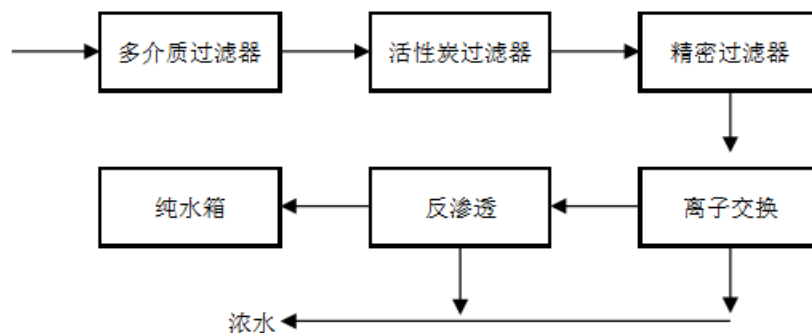 多介质过滤器
活性炭过滤器
精密过滤器
纯水箱
反渗透
离子交换
浓水